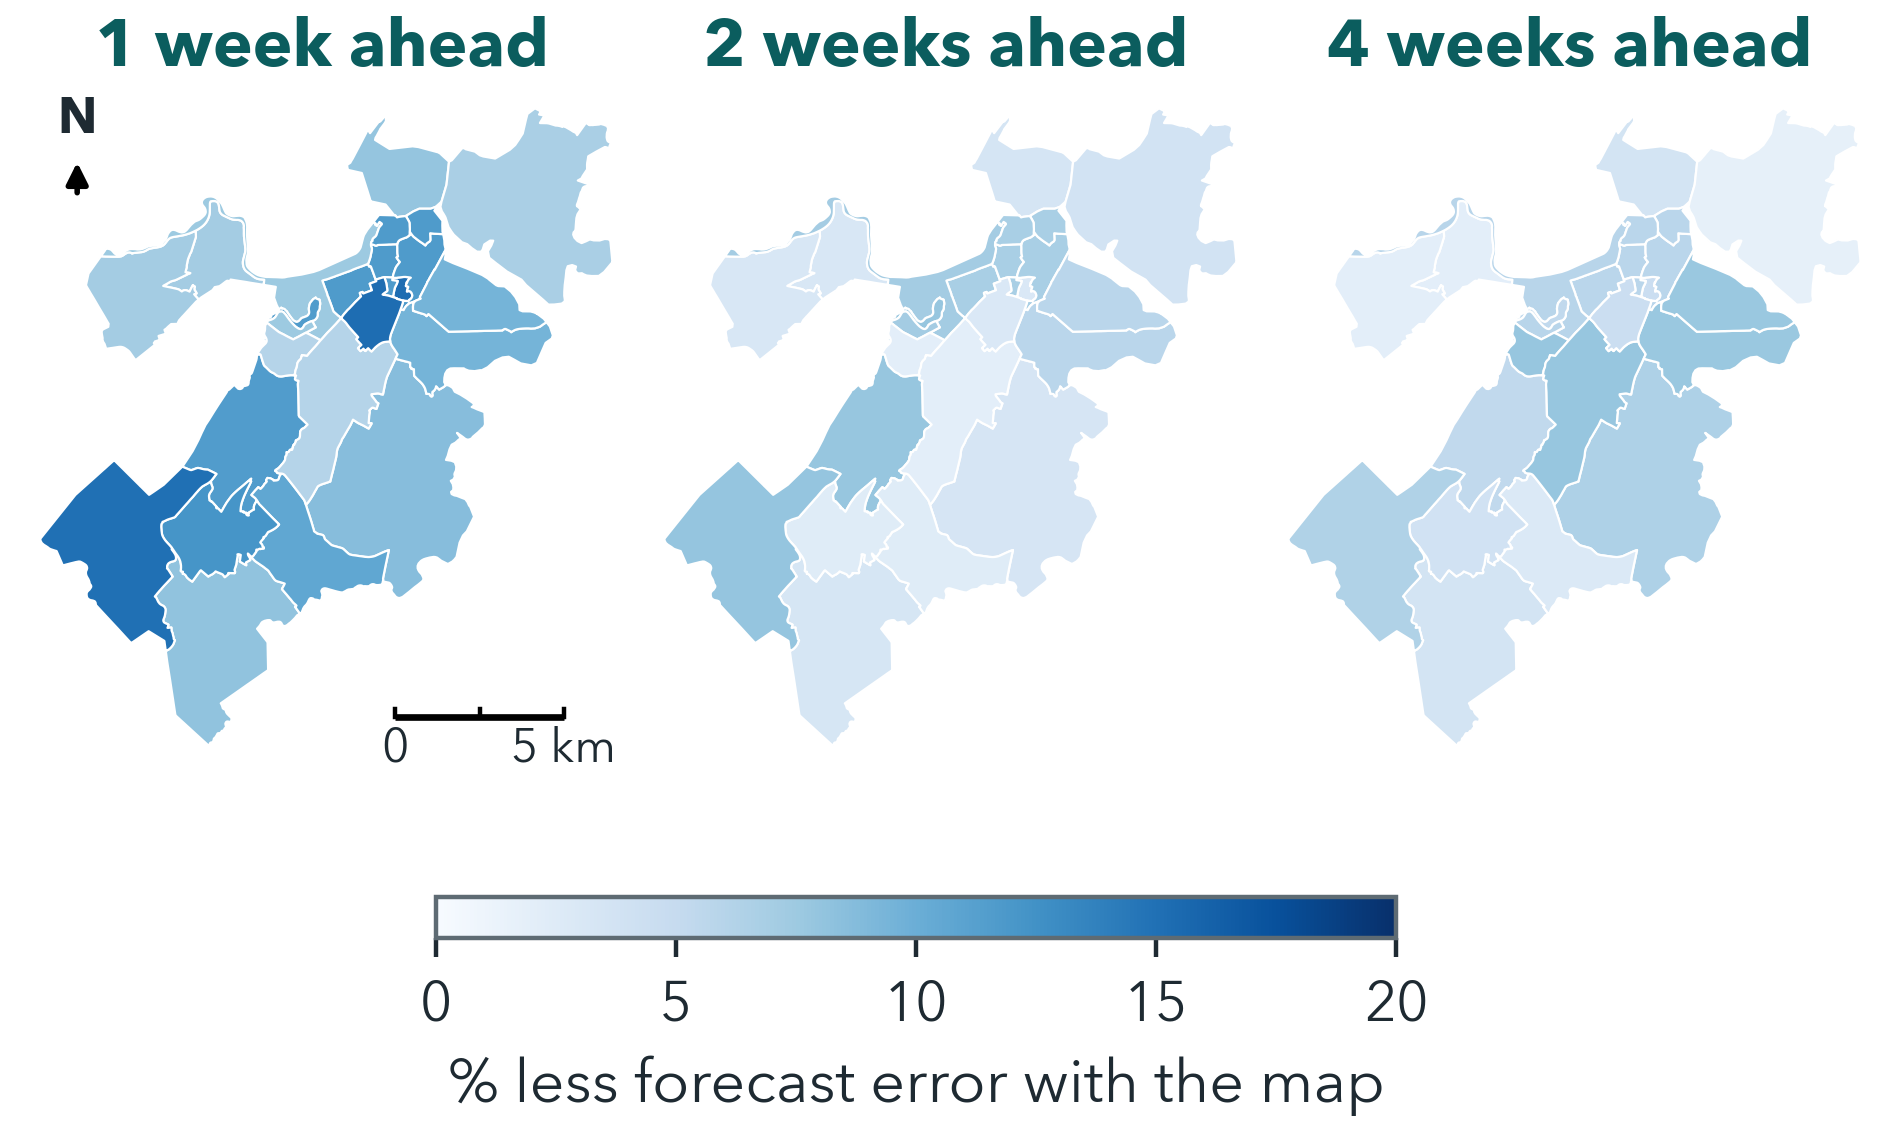 1 week ahead
2 weeks ahead
4 weeks ahead
N
0 5 km
0 5 10 15 20
% less forecast error with the map